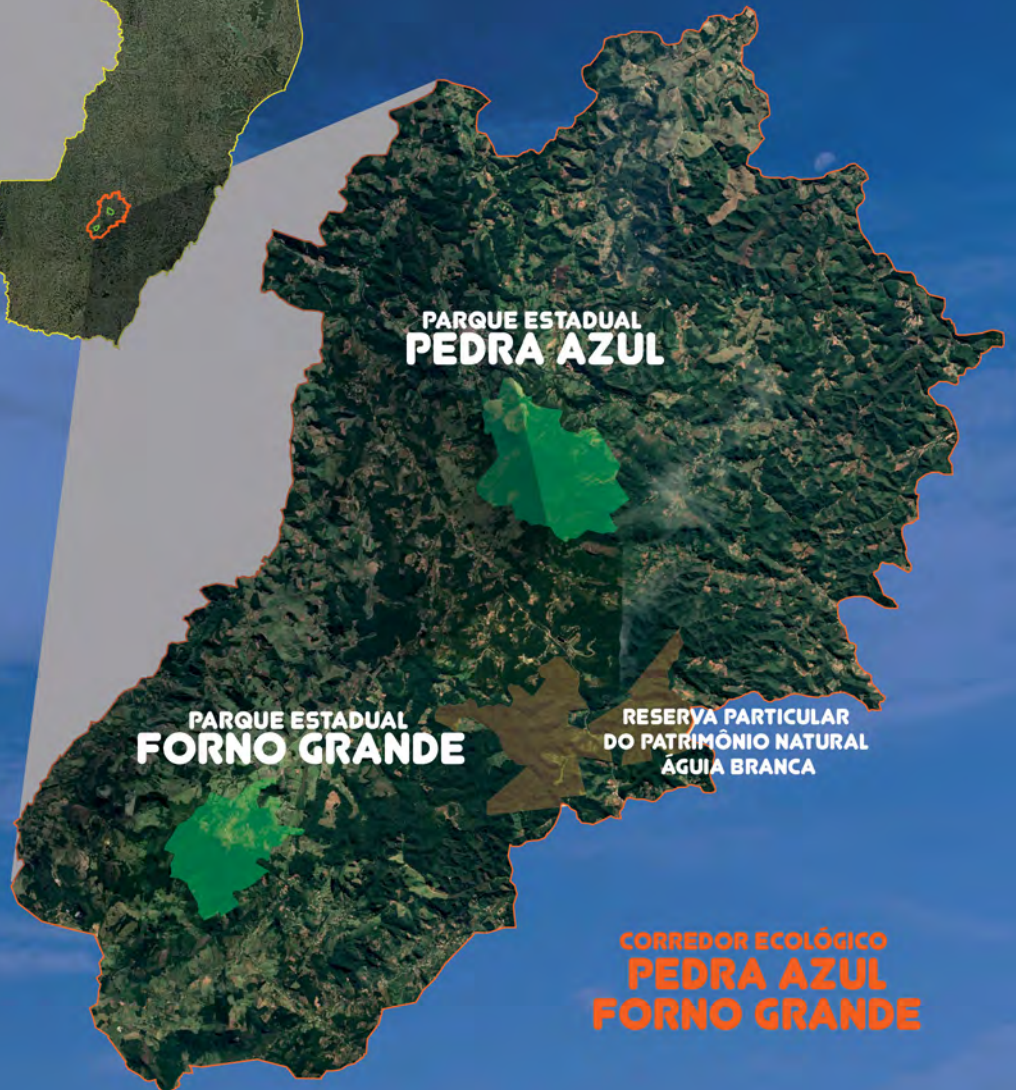 PARQUE ESTADUAL
PEDRA AZUL
PARQUE ESTADUAL
FORNO GRANDE
RESERVA PARTICULAR
DO PATRIMÔNIO NATURAL
ÁGUIA BRANCA
CORREDOR ECOLÓGICO
PEDRA AZUL
FORNO GRANDE